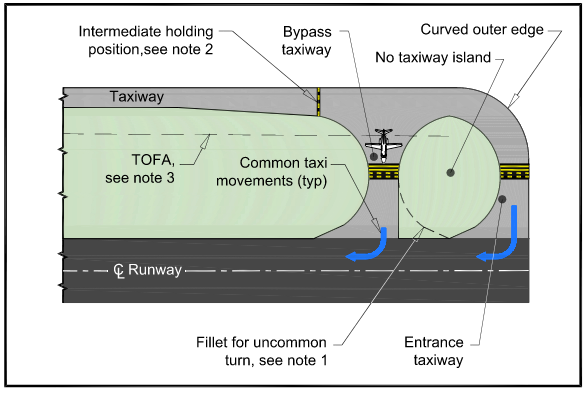 Intermediate holding
position,see note 2
Bypass
taxiway
Curved outer edge
No taxiway island
Taxiway
TOFA,
see note 3
Common taxi
movements (typ)
℄ Runway
Fillet for uncommon
turn, see note 1
Entrance
taxiway